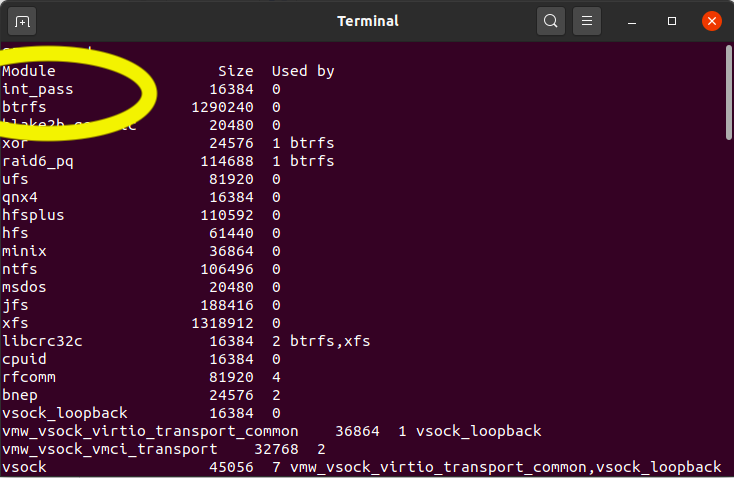 Terminal
Module Size Used by
int_pass 16384 0
btrfs 1290240 0
20480 0
xor 24576 1 btrfs
raid6_pq 114688 1 btrfs
ufs 81920 0
qnx4 16384 0
hfsplus 110592 0
hfs 61440 0
minix 36864 0
ntfs 106496 0
msdos 20480 0
jfs 188416 0
xfs 1318912 0
libcrc32c 16384 2 btrfs,xfs
cpuid 16384 0
rfcomm 81920 4
bnep 24576 2
vsock_loopback 16384 0
vmw_vsock_virtio_transport_common 36864 1 vsock_loopback
vmw_vsock_vmci_transport 32768 2
vsock 45056 7 vmw_vsock_virtio_transport_common,vsock_loopback